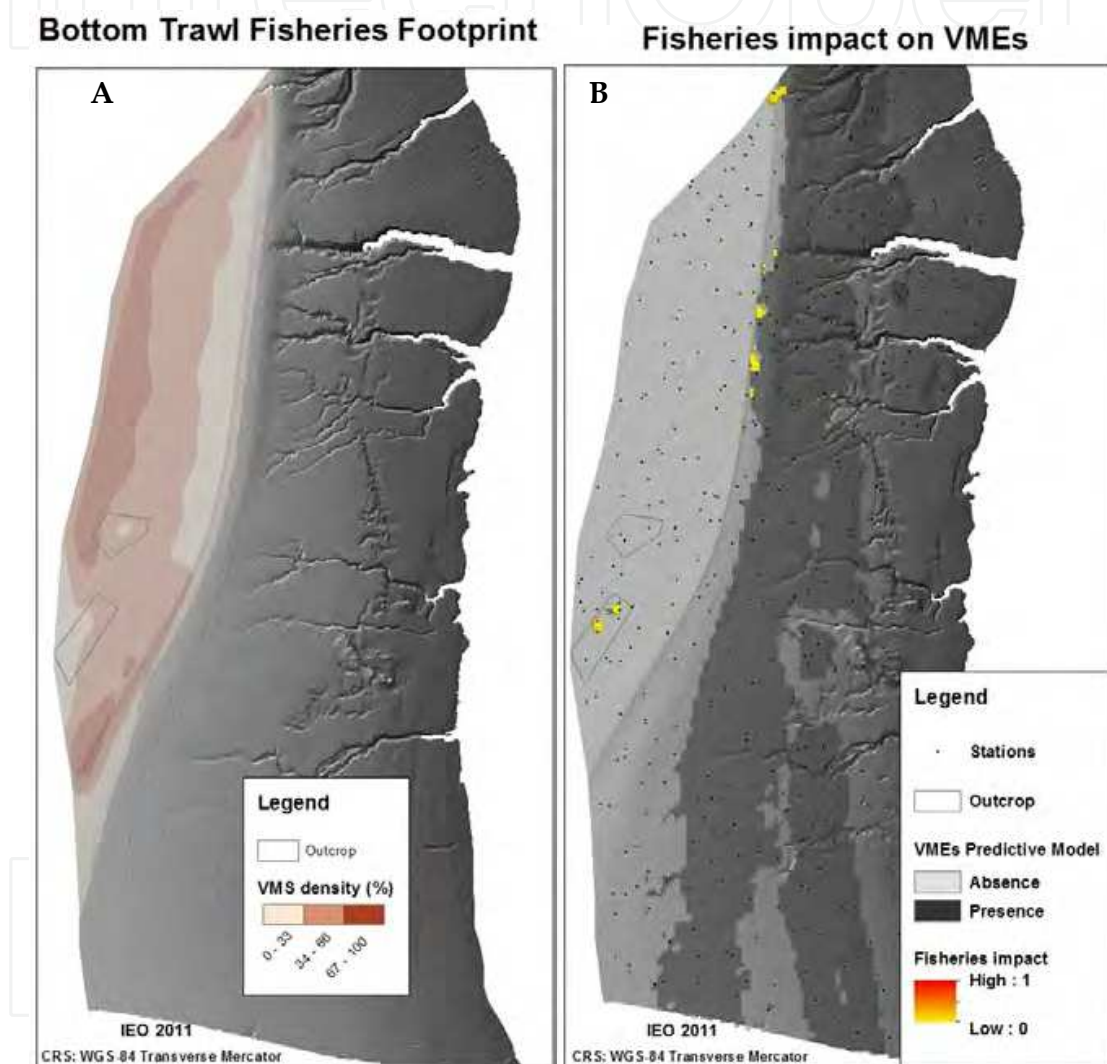 Bottom Trawl Fisheries Footprint
Fisheries impact on VMEs
A
Legend
Outcrop
VMS density (%)
0 - 33
34 - 66
67 - 100
IEO 2011
CRS: WGS-84 Transverse Mercator
B
Legend
Stations
Outcrop
VMEs Predictive Model
Absence
Presence
Fisheries impact
High : 1
Low : 0
IEO 2011
CRS: WGS-84 Transverse Mercator